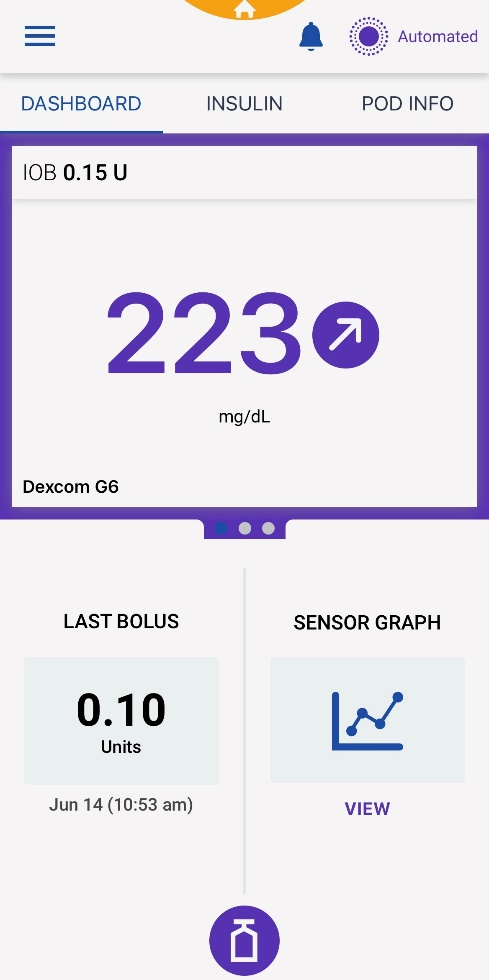 Automated
DASHBOARD INSULIN POD INFO
IOB 0.15 U
223
mg/dL
Dexcom G6
LAST BOLUS
0.10
Units
Jun 14 (10:53 am)
SENSOR GRAPH
VIEW